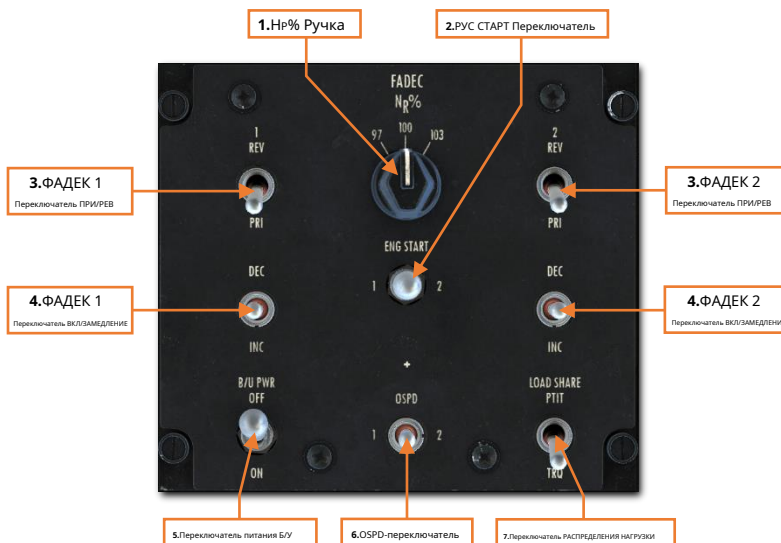 1.НР% Ручка
2.РУС СТАРТ Переключатель
FADEC
NR%
97 100 103
1
REV
2
REV
3.ФАДЕК 1
Переключатель ПРИ/РЕВ
3.ФАДЕК 2
Переключатель ПРИ/РЕВ
PRI
PRI
ENG START
1 2
DEC
DEC
4.ФАДЕК 1
Переключатель ВКЛ/ЗАМЕДЛЕНИЕ
4.ФАДЕК 2
Переключатель ВКЛ/ЗАМЕДЛЕНИЕ
INC
INC
B/U PWR
OFF
OSPD
LOAD SHARE
PTIT
1 2
ON
TRQ
5.Переключатель питания Б/У
6.OSPD-переключатель
7.Переключатель РАСПРЕДЕЛЕНИЯ НАГРУЗКИ